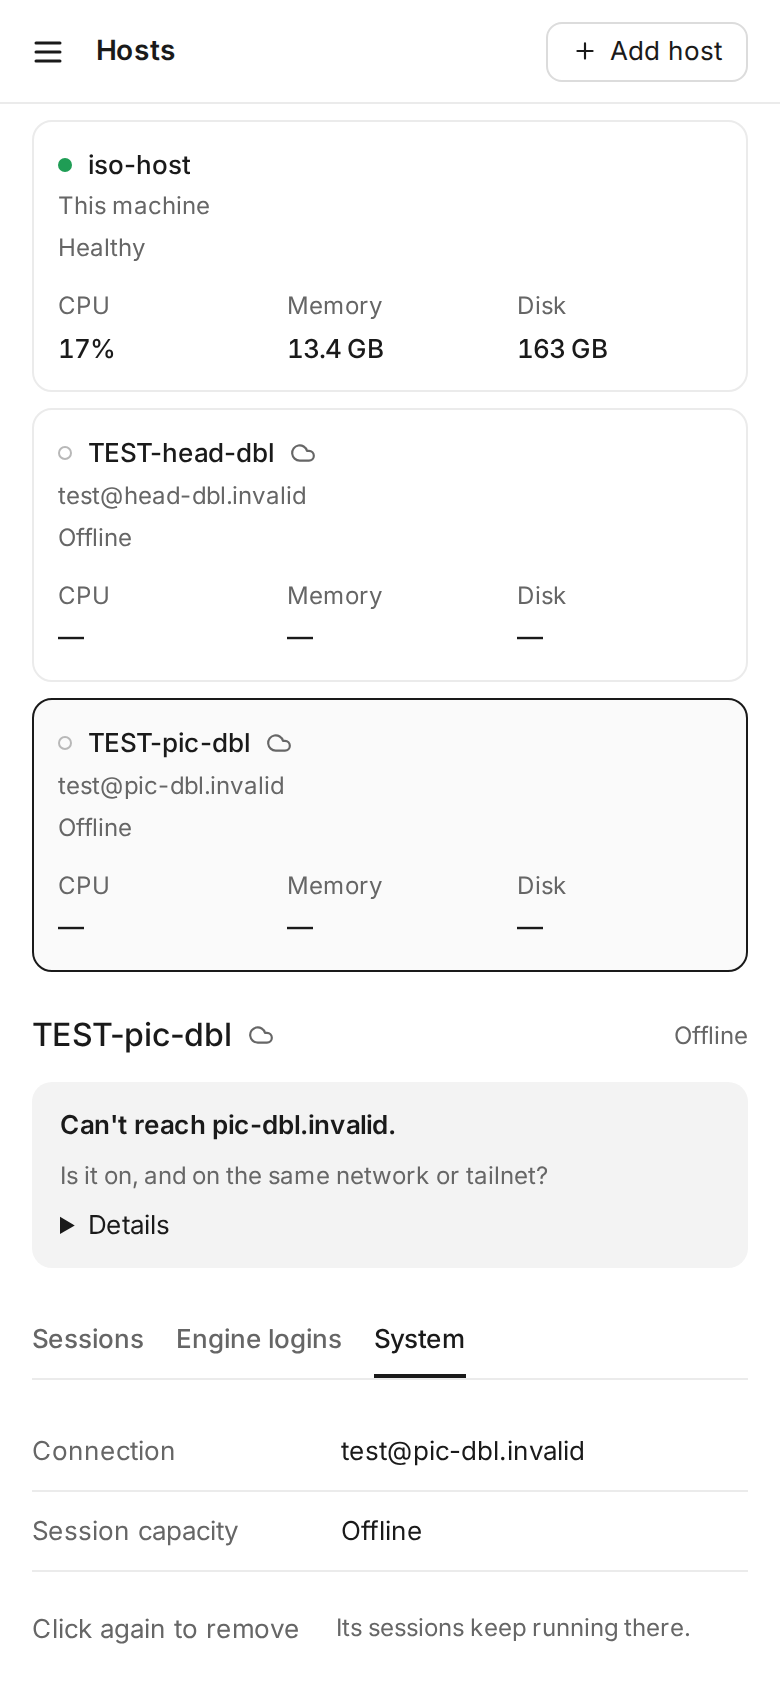 Hosts
Add host
iso-host
This machine
Healthy
CPU Memory Disk
17% 13.4 GB 163 GB
TEST-head-dbl
test@head-dbl.invalid
Offline
CPU Memory Disk
— — —
TEST-pic-dbl
test@pic-dbl.invalid
Offline
CPU Memory Disk
— — —
TEST-pic-dbl Offline
Can't reach pic-dbl.invalid.
Is it on, and on the same network or tailnet?
Details
Sessions Engine logins System
Connection test@pic-dbl.invalid
Session capacity Offline
Click again to remove Its sessions keep running there.